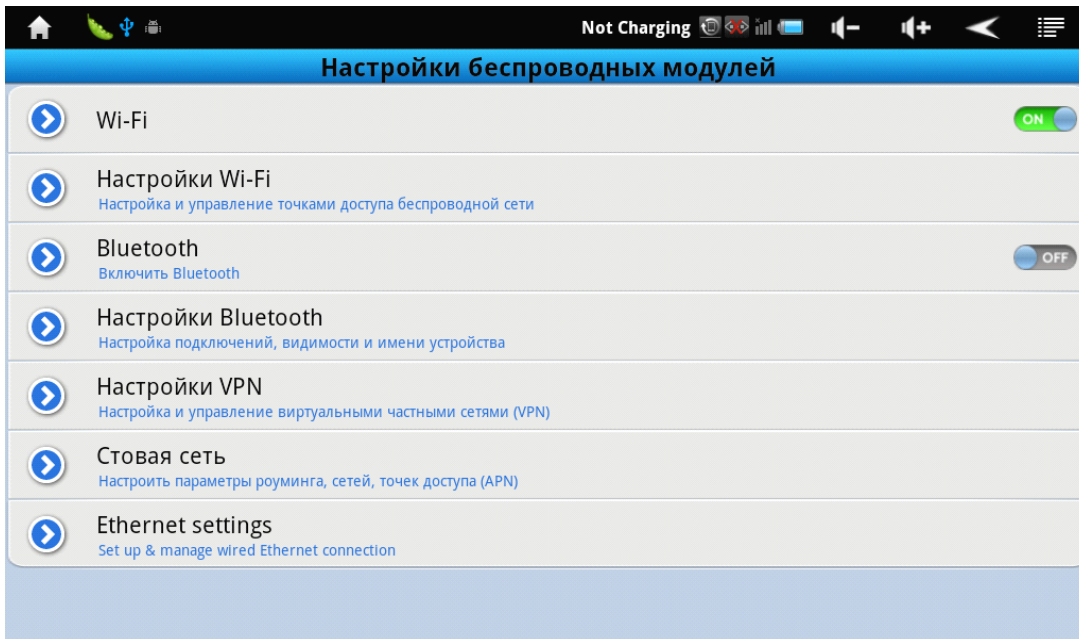 Not Charging
Настройки беспроводных модулей
Wi-Fi
ON
Настройки Wi-Fi
Настройка и управление точками доступа беспроводной сети
Bluetooth
OFF
Включить Bluetooth
Настройки Bluetooth
Настройка подключений, видимости и имени устройства
Настройки VPN
Настройка и управление виртуальными частными сетями (VPN)
Стовая сеть
Настроить параметры роуминга, сетей, точек доступа (APN)
Ethernet settings
Set up & manage wired Ethernet connection